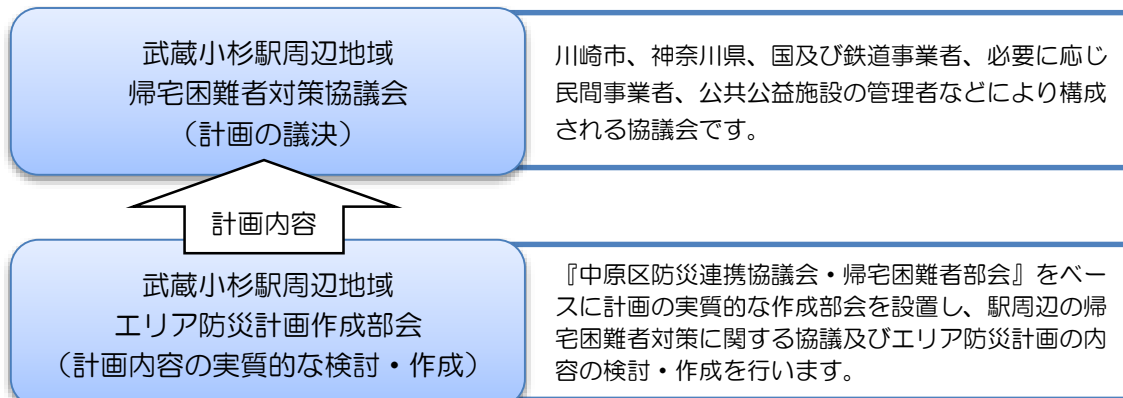 武蔵小杉駅周辺地域
帰宅困難者対策協議会
（計画の議決）
川崎市、神奈川県、国及び鉄道事業者、必要に応じ
民間事業者、公共公益施設の管理者などにより構成
される協議会です。
計画内容
武蔵小杉駅周辺地域
エリア防災計画作成部会
（計画内容の実質的な検討・作成）
『中原区防災連携協議会・帰宅困難者部会』をベー
スに計画の実質的な作成部会を設置し、駅周辺の帰
宅困難者対策に関する協議及びエリア防災計画の内
容の検討・作成を行います。